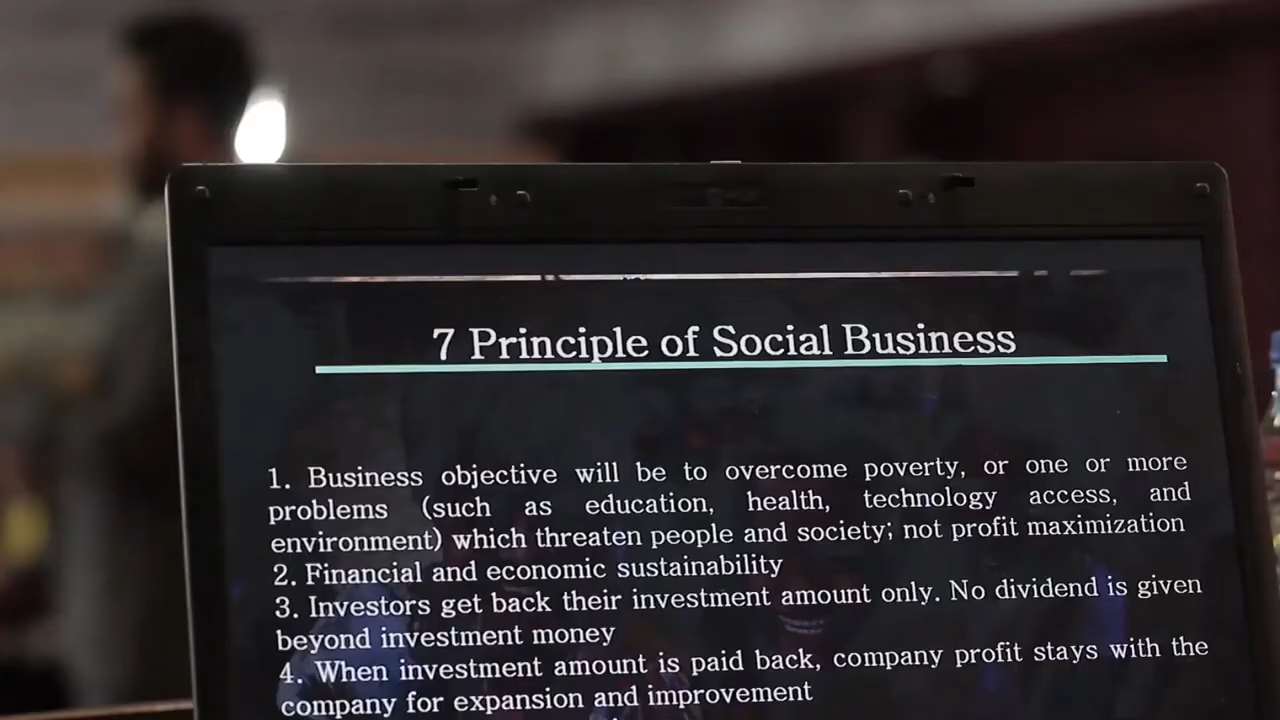 7 Principle of Social Business
1. Business objective will be to overcome poverty, or one or more
problems (such as education, health, technology access, and
environment) which threaten people and society; not profit maximization
2. Financial and economic sustainability
3. Investors get back their investment amount only. No dividend is given
beyond investment money
4. When investment amount is paid back, company profit stays with the
company for expansion and improvement